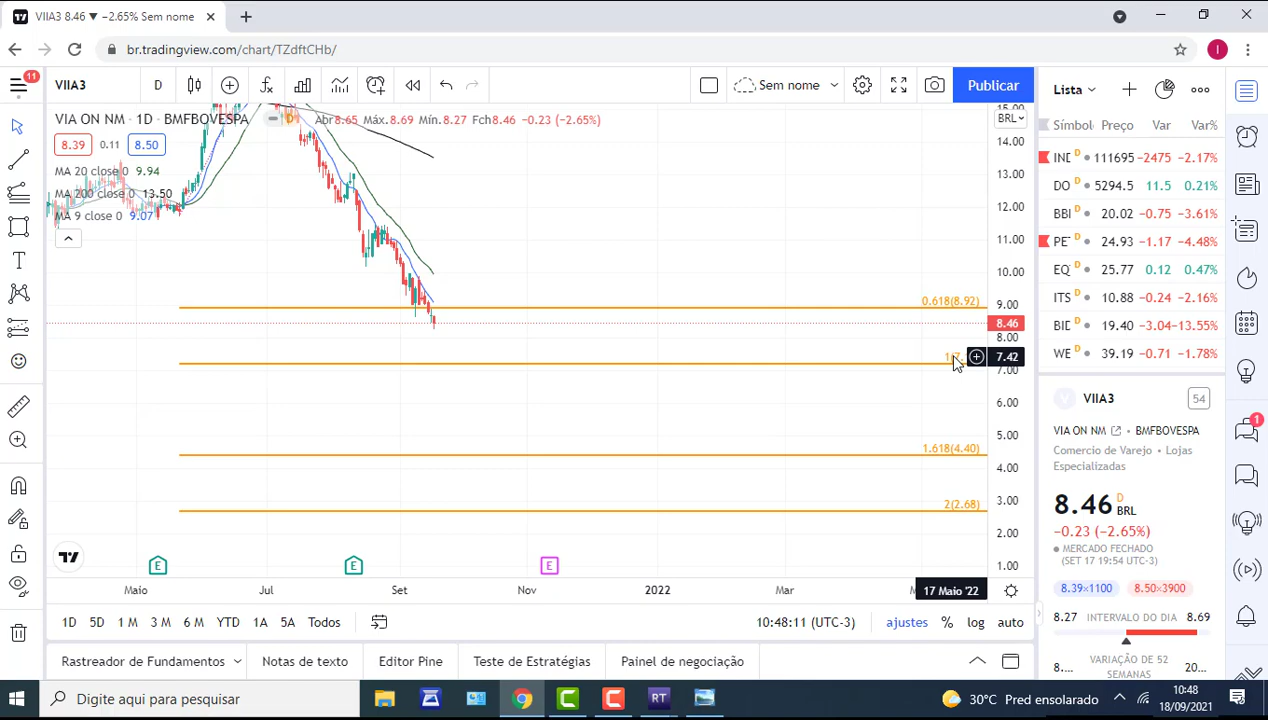 VIIA3 8.46 ▼ −2.65% Sem nome
br.tradingview.com/chart/TZdftCHb/
I
11
VIIA3
D
Sem nome
Publicar
VIA ON NM · 1D · BMFBOVESPA
D
Abr8.65 Máx.8.69 Mín.8.27 Fch8.46 −0.23 (−2.65%)
8.39 0.11 8.50
MA 20 close 0 9.94
MA 200 close 0 13.50
MA 9 close 0 9.07
15.00
BRL
14.00
13.00
12.00
11.00
10.00
9.00
8.46
8.00
7.42
7.00
6.00
5.00
4.00
3.00
2.00
1.00
0.618(8.92)
1.618(4.40)
2(2.68)
E
E
E
Maio Jul Set Nov 2022 Mar
17 Maio '22
1D 5D 1 M 3 M 6 M YTD 1A 5A Todos
10:48:11 (UTC-3) ajustes % log auto
Rastreador de Fundamentos Notas de texto Editor Pine Teste de Estratégias Painel de negociação
Lista
Símbol Preço Var Var%
IND D 111695 −2475 −2.17%
DO D 5294.5 11.5 0.21%
BBI D 20.02 −0.75 −3.61%
PE D 24.93 −1.17 −4.48%
EQ D 25.77 0.12 0.47%
ITS D 10.88 −0.24 −2.16%
BID D 19.40 −3.04 −13.55%
WE D 39.19 −0.71 −1.78%
V VIIA3 54
VIA ON NM • BMFBOVESPA
Comercio de Varejo • Lojas
Especializadas
8.46 D BRL
−0.23 (−2.65%)
MERCADO FECHADO
(SET 17 19:54 UTC-3)
8.39×1100 8.50×3900
8.27 INTERVALO DO DIA 8.69
VARIAÇÃO DE 52
8.… SEMANAS 20…
1
Digite aqui para pesquisar
RT
30°C Pred ensolarado
10:48
18/09/2021